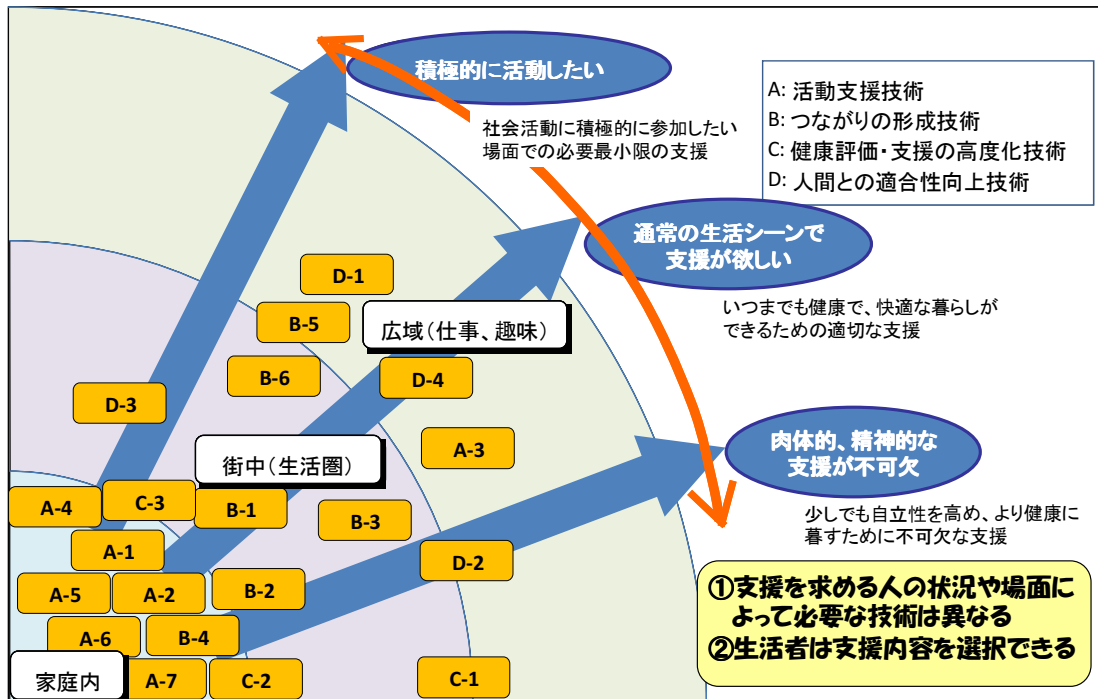 積極的に活動したい
社会活動に積極的に参加したい
場面での必要最小限の支援
A: 活動支援技術
B: つながりの形成技術
C: 健康評価・支援の高度化技術
D: 人間との適合性向上技術
通常の生活シーンで
支援が欲しい
いつまでも健康で、快適な暮らしが
できるための適切な支援
D-1
B-5
広域(仕事、趣味)
B-6
D-4
D-3
肉体的、精神的な
支援が不可欠
A-3
街中(生活圏)
少しでも自立性を高め、より健康に
暮すために不可欠な支援
A-4
C-3
B-1
B-3
A-1
D-2
A-5
A-2
B-2
A-6
B-4
家庭内
A-7
C-2
C-1
①支援を求める人の状況や場面に
よって必要な技術は異なる
②生活者は支援内容を選択できる